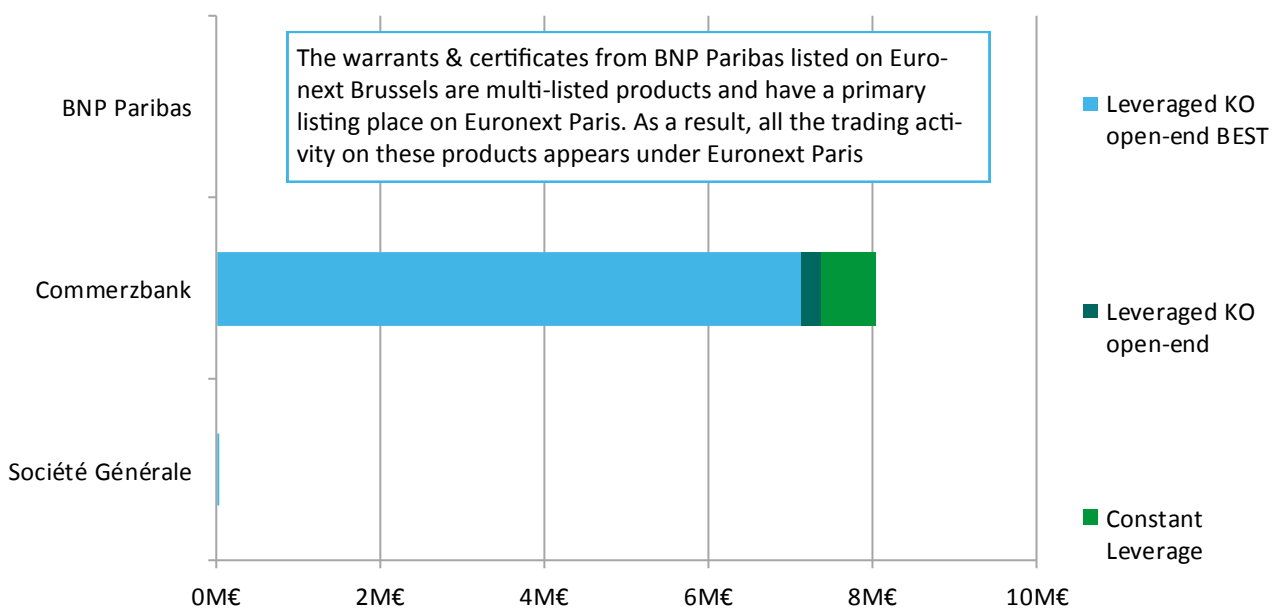 The warrants & certificates from BNP Paribas listed on Euro-
next Brussels are multi-listed products and have a primary
listing place on Euronext Paris. As a result, all the trading acti-
vity on these products appears under Euronext Paris
BNP Paribas
Commerzbank
Société Générale
0M€ 2M€ 4M€ 6M€ 8M€ 10M€
Leveraged KO
open-end BEST
Leveraged KO
open-end
Constant
Leverage